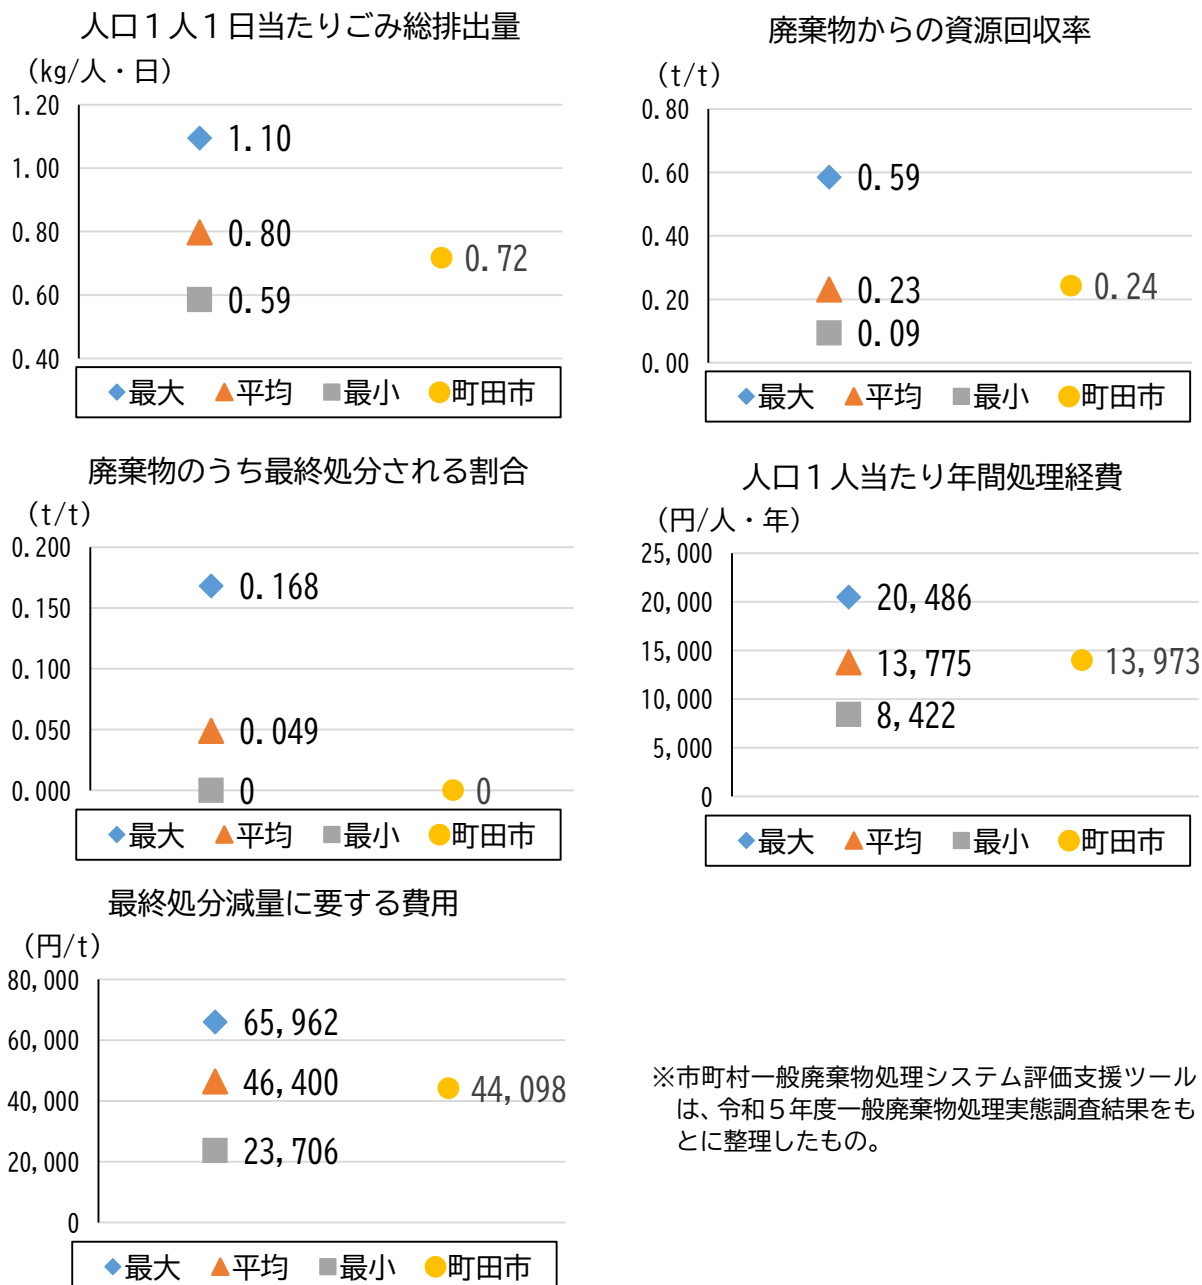 人口１人１日当たりごみ総排出量
（kg/人・日）
1.20
1.00
0.80
0.60
0.40
1.10
0.80
0.59
0.72
◆最大 ▲平均 ■最小 ●町田市
廃棄物からの資源回収率
（t/t）
0.80
0.60
0.40
0.20
0.00
0.59
0.23
0.09
0.24
◆最大 ▲平均 ■最小 ●町田市
廃棄物のうち最終処分される割合
（t/t）
0.200
0.150
0.100
0.050
0.000
0.168
0.049
0
0
◆最大 ▲平均 ■最小 ●町田市
人口１人当たり年間処理経費
（円/人・年）
25,000
20,000
15,000
10,000
5,000
0
20,486
13,775
8,422
13,973
◆最大 ▲平均 ■最小 ●町田市
最終処分減量に要する費用
（円/t）
80,000
60,000
40,000
20,000
0
65,962
46,400
23,706
44,098
◆最大 ▲平均 ■最小 ●町田市
※市町村一般廃棄物処理システム評価支援ツール
は、令和５年度一般廃棄物処理実態調査結果をも
とに整理したもの。